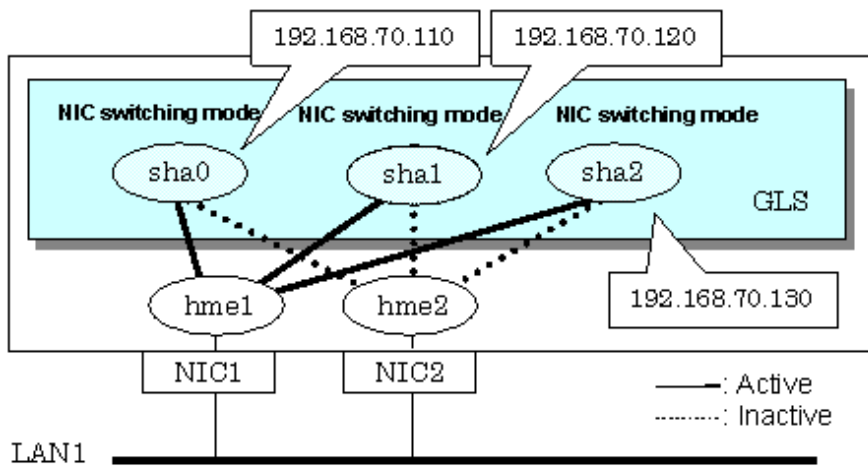 192.168.70.110
192.168.70.120
NIC switching mode
NIC switching mode
NIC switching mode
sha0
sha1
sha2
GLS
192.168.70.130
hme1
hme2
NIC1
NIC2
: Active
: Inactive
LAN1